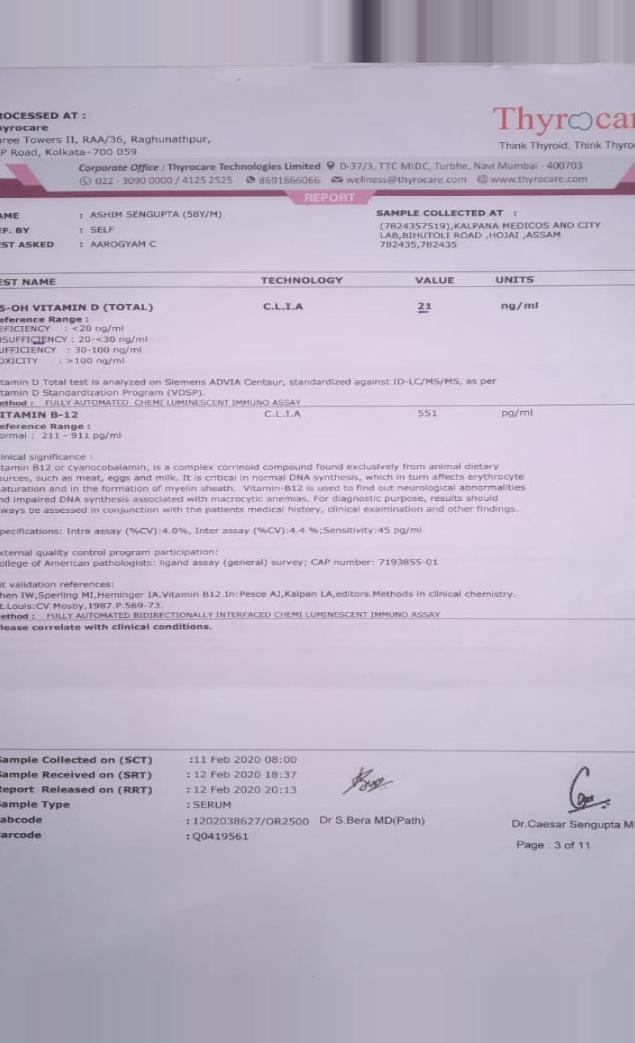 ROCESSED AT :
hyrocare
aree Towers II, RAA/36, Raghunathpur,
P Road, Kolkata-700 059
Thyrocar
Think Thyroid. Think Thyro
Corporate Office : Thyrocare Technologies Limited D-37/3, TTC MIDC, Turbhe, Navi Mumbai - 400703
022 - 3090 0000 / 4125 2525 8691866066 wellness@thyrocare.com www.thyrocare.com
REPORT
AME : ASHIM SENGUPTA (58Y/M)
EF. BY : SELF
EST ASKED : AAROGYAM C
SAMPLE COLLECTED AT :
(7824357519),KALPANA MEDICOS AND CITY
LAB,BIHUTOLI ROAD ,HOJAI ,ASSAM
782435,782435
EST NAME TECHNOLOGY VALUE UNITS
5-OH VITAMIN D (TOTAL) C.L.I.A 21 ng/ml
eference Range :
EFICIENCY : <20 ng/ml
NSUFFICIENCY : 20-<30 ng/ml
UFFICIENCY : 30-100 ng/ml
OXICITY : >100 ng/ml
tamin D Total test is analyzed on Siemens ADVIA Centaur, standardized against ID-LC/MS/MS, as per
tamin D Standardization Program (VDSP).
ethod : FULLY AUTOMATED CHEMI LUMINESCENT IMMUNO ASSAY
ITAMIN B-12 C.L.I.A 551 pg/ml
eference Range :
ormal : 211 - 911 pg/ml
linical significance :
tamin B12 or cyanocobalamin, is a complex corrinoid compound found exclusively from animal dietary
ources, such as meat, eggs and milk. It is critical in normal DNA synthesis, which in turn affects erythrocyte
aturation and in the formation of myelin sheath. Vitamin-B12 is used to find out neurological abnormalities
nd impaired DNA synthesis associated with macrocytic anemias. For diagnostic purpose, results should
ways be assessed in conjunction with the patients medical history, clinical examination and other findings.
pecifications: Intra assay (%CV):4.0%, Inter assay (%CV):4.4 %;Sensitivity:45 pg/ml
xternal quality control program participation:
ollege of American pathologists: ligand assay (general) survey; CAP number: 7193855-01
it validation references:
hen IW,Sperling MI,Heminger IA.Vitamin B12.In:Pesce AJ,Kalpan LA,editors.Methods in clinical chemistry.
t.Louis:CV Mosby,1987.P.569-73.
ethod : FULLY AUTOMATED BIDIRECTIONALLY INTERFACED CHEMI LUMINESCENT IMMUNO ASSAY
lease correlate with clinical conditions.
ample Collected on (SCT) :11 Feb 2020 08:00
ample Received on (SRT) : 12 Feb 2020 18:37
eport Released on (RRT) : 12 Feb 2020 20:13
ample Type : SERUM
abcode : 1202038627/OR2500 Dr S.Bera MD(Path) Dr.Caesar Sengupta M
arcode : Q0419561
Page : 3 of 11